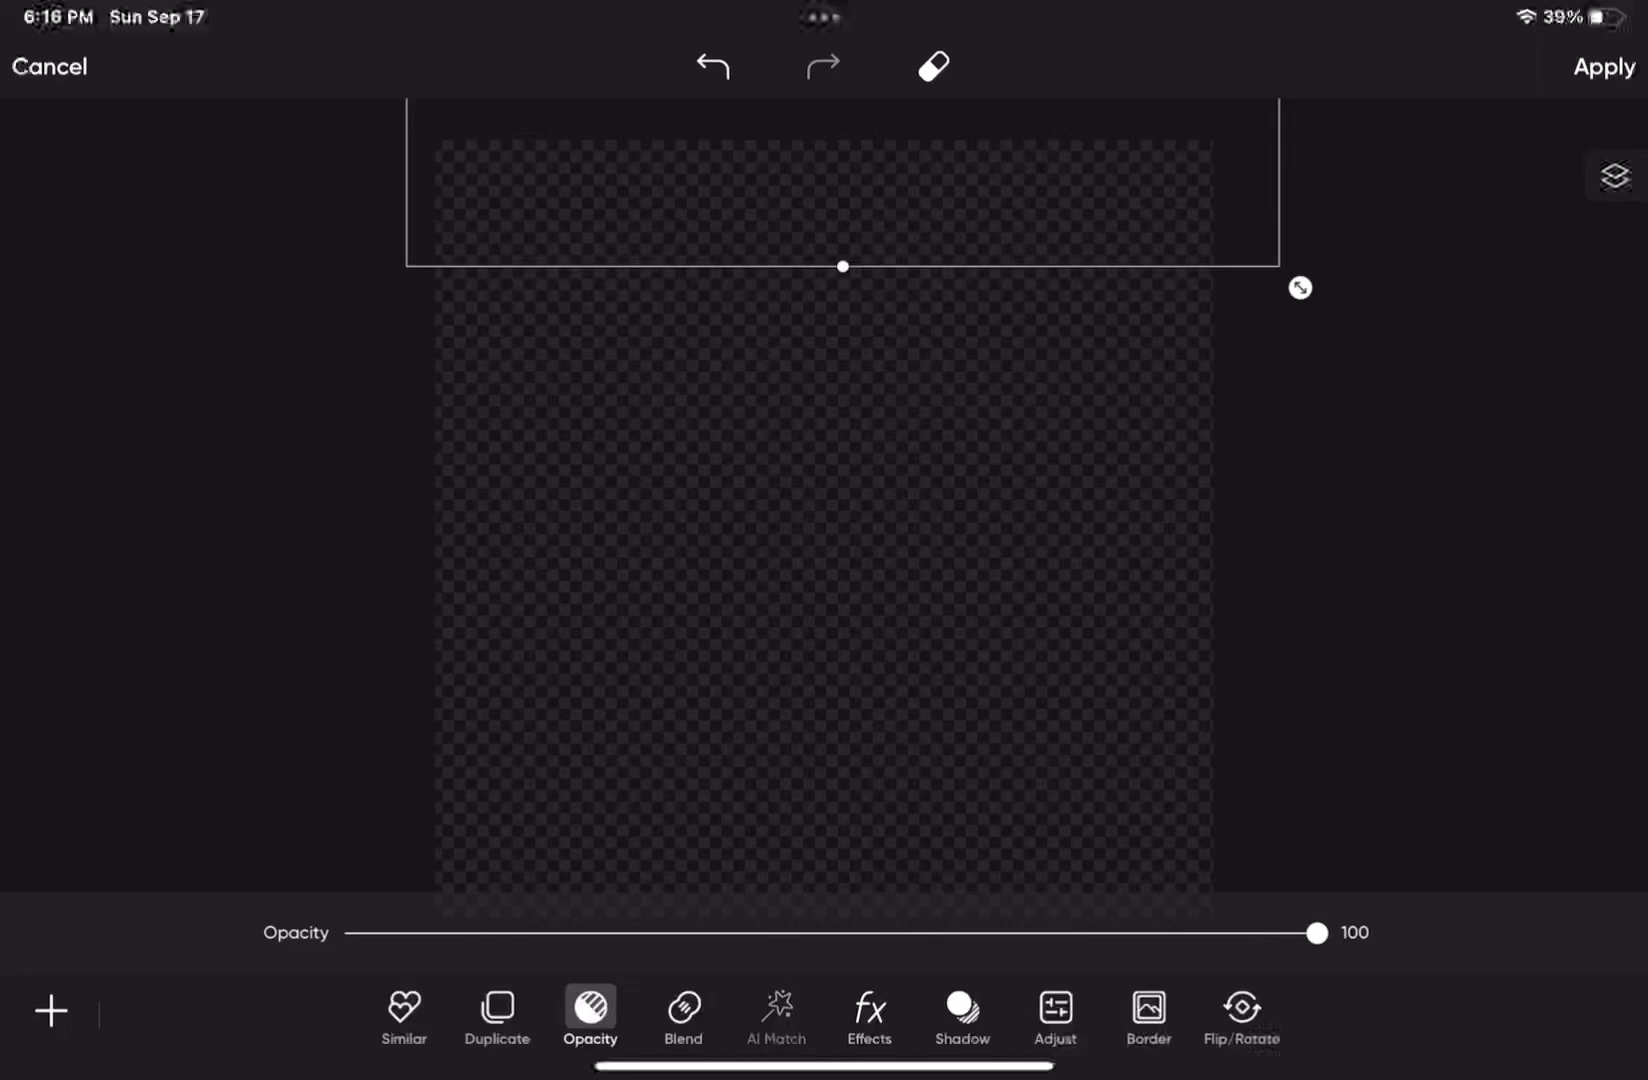 6:16 PM Sun Sep 17
39%
Cancel
Apply
Opacity 100
Similar
Duplicate
Opacity
Blend
AI Match
Effects
Shadow
Adjust
Border
Flip/Rotate